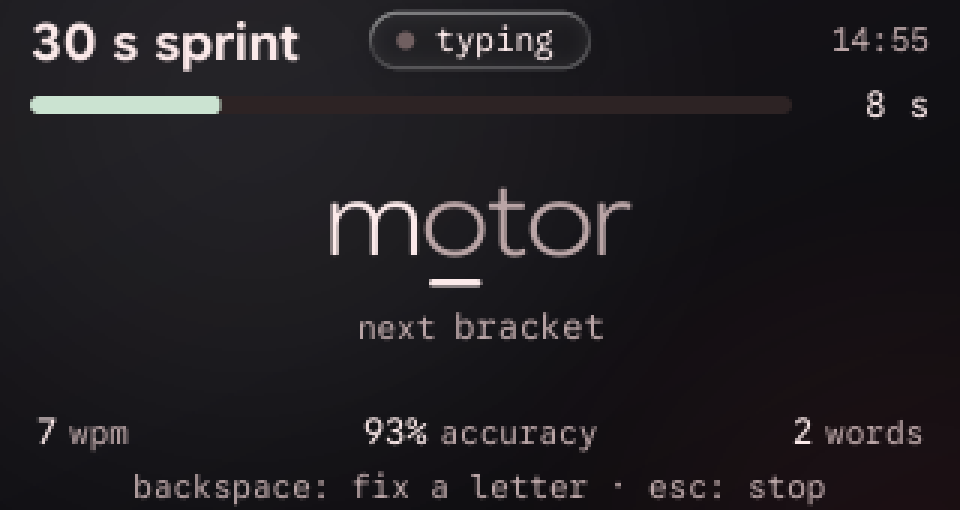 30 s sprint typing 14:55
8 s
motor
next bracket
7 wpm 93% accuracy 2 words
backspace: fix a letter · esc: stop